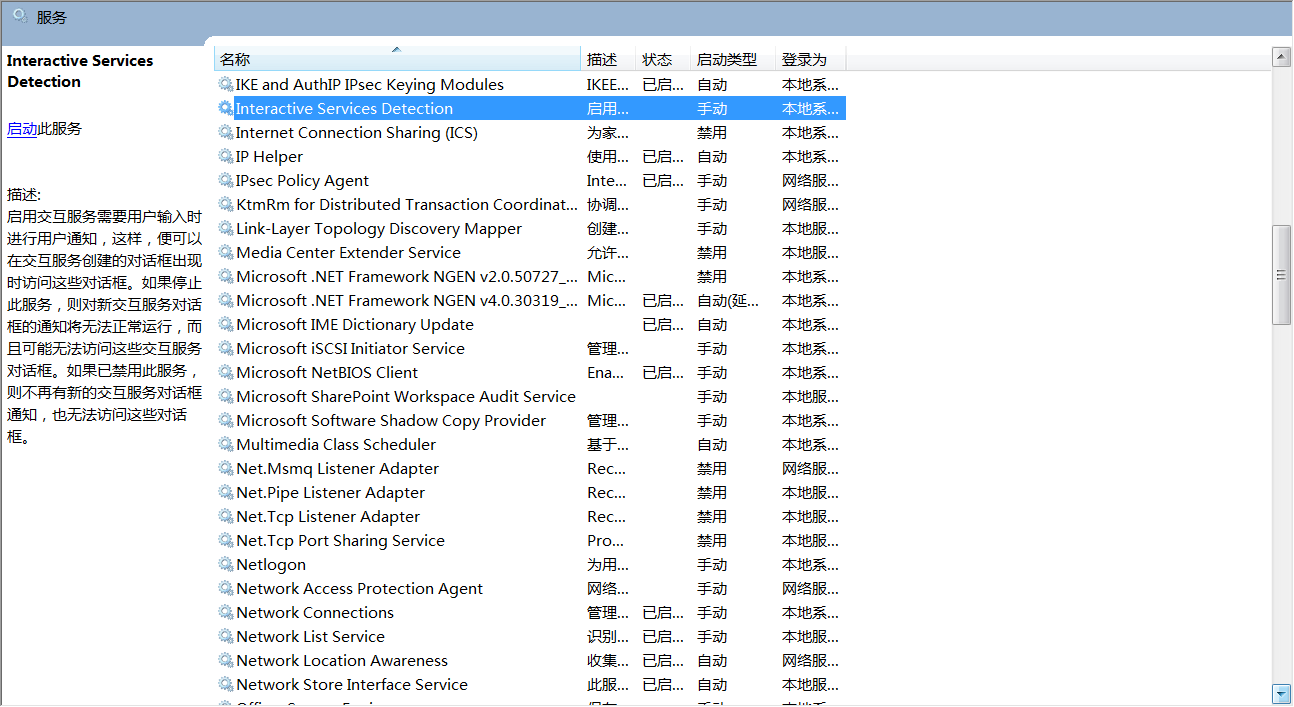 服务
Interactive Services
Detection
启动此服务
描述:
启用交互服务需要用户输入时
进行用户通知，这样，便可以
在交互服务创建的对话框出现
时访问这些对话框。如果停止
此服务，则对新交互服务对话
框的通知将无法正常运行，而
且可能无法访问这些交互服务
对话框。如果已禁用此服务，
则不再有新的交互服务对话框
通知，也无法访问这些对话
框。
名称 描述 状态 启动类型 登录为
IKE and AuthIP IPsec Keying Modules IKEE... 已启... 自动 本地系...
Interactive Services Detection 启用... 手动 本地系...
Internet Connection Sharing (ICS) 为家... 禁用 本地系...
IP Helper 使用... 已启... 自动 本地系...
IPsec Policy Agent Inte... 已启... 手动 网络服...
KtmRm for Distributed Transaction Coordinat... 协调... 手动 网络服...
Link-Layer Topology Discovery Mapper 创建... 手动 本地服...
Media Center Extender Service 允许... 禁用 本地服...
Microsoft .NET Framework NGEN v2.0.50727_... Mic... 禁用 本地系...
Microsoft .NET Framework NGEN v4.0.30319_... Mic... 已启... 自动(延... 本地系...
Microsoft IME Dictionary Update 已启... 自动 本地系...
Microsoft iSCSI Initiator Service 管理... 手动 本地系...
Microsoft NetBIOS Client Ena... 已启... 手动 本地系...
Microsoft SharePoint Workspace Audit Service 手动 本地服...
Microsoft Software Shadow Copy Provider 管理... 手动 本地系...
Multimedia Class Scheduler 基于... 自动 本地系...
Net.Msmq Listener Adapter Rec... 禁用 网络服...
Net.Pipe Listener Adapter Rec... 禁用 本地服...
Net.Tcp Listener Adapter Rec... 禁用 本地服...
Net.Tcp Port Sharing Service Pro... 禁用 本地服...
Netlogon 为用... 手动 本地系...
Network Access Protection Agent 网络... 手动 网络服...
Network Connections 管理... 已启... 手动 本地系...
Network List Service 识别... 已启... 手动 本地服...
Network Location Awareness 收集... 已启... 自动 网络服...
Network Store Interface Service 此服... 已启... 自动 本地服...